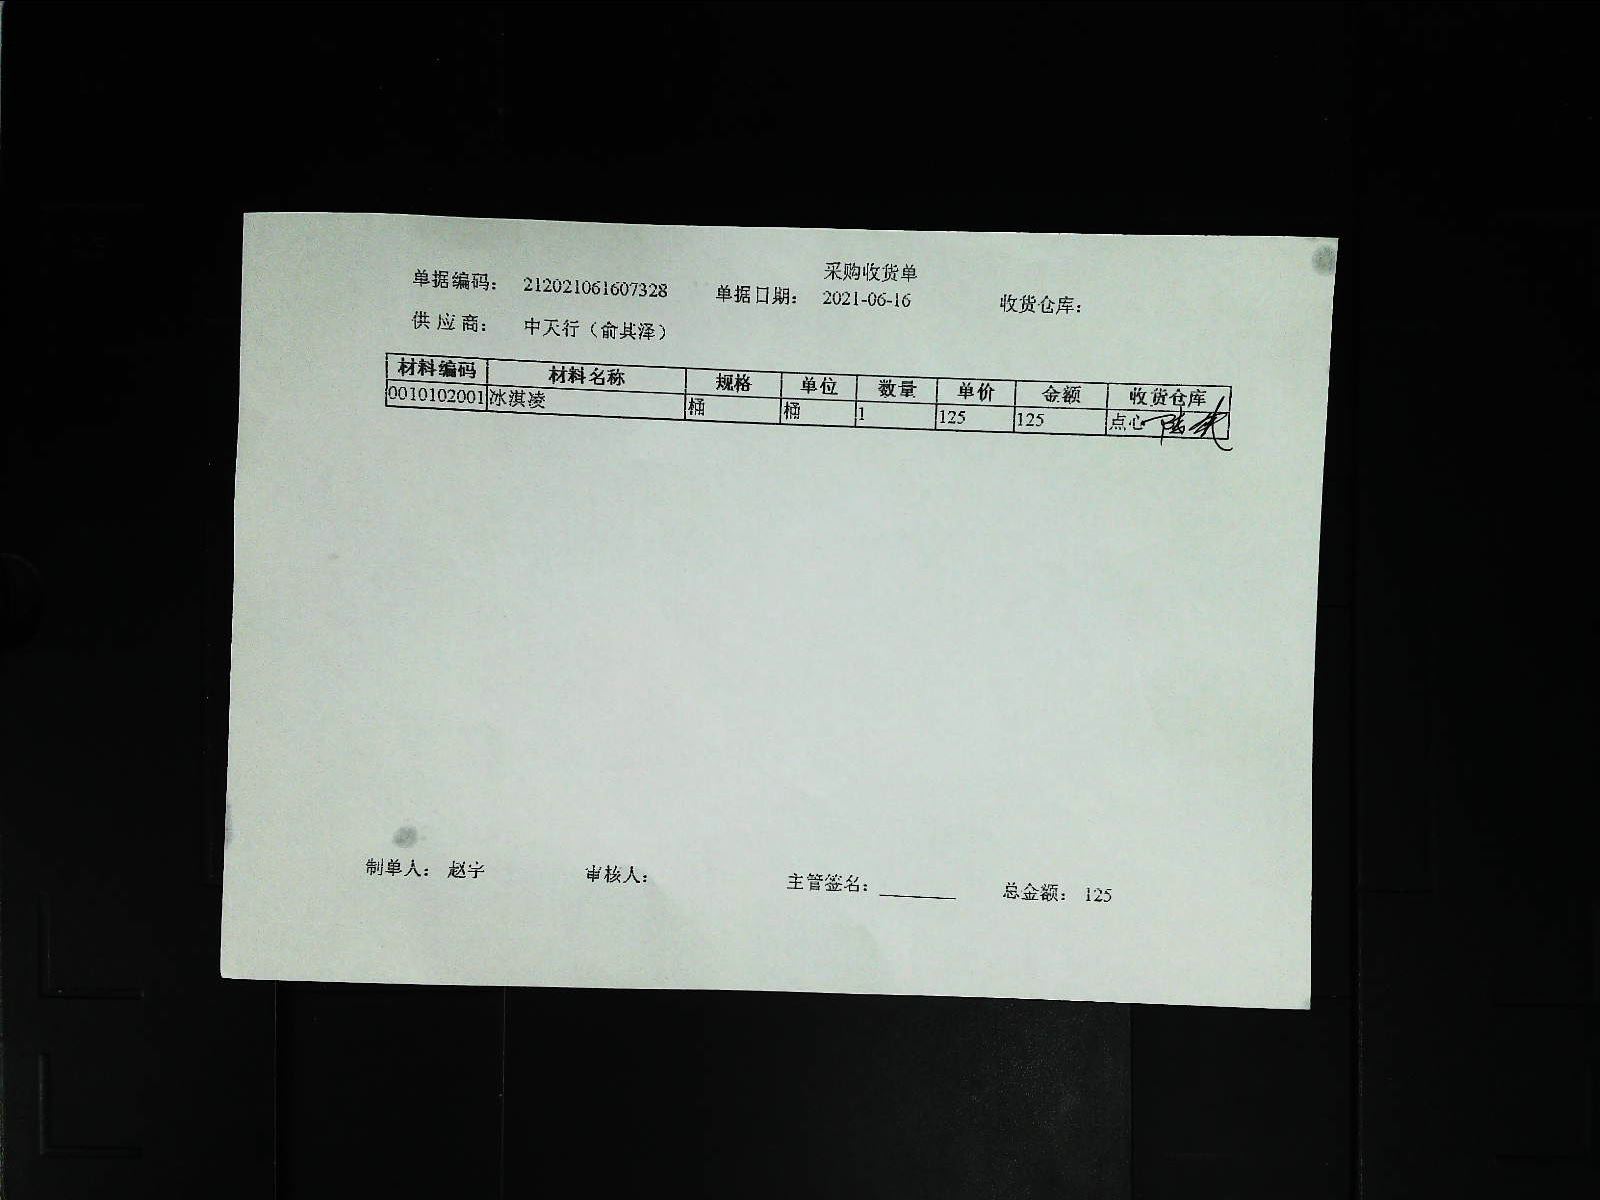 采购收货单
单据编码： 212021061607328 单据日期： 2021-06-16 收货仓库：
供 应 商： 中天行（俞其泽）
材料编码 材料名称 规格 单位 数量 单价 金额 收货仓库
0010102001 冰淇凌 桶 桶 1 125 125 点心
制单人： 赵宇 审核人： 主管签名： 总金额： 125